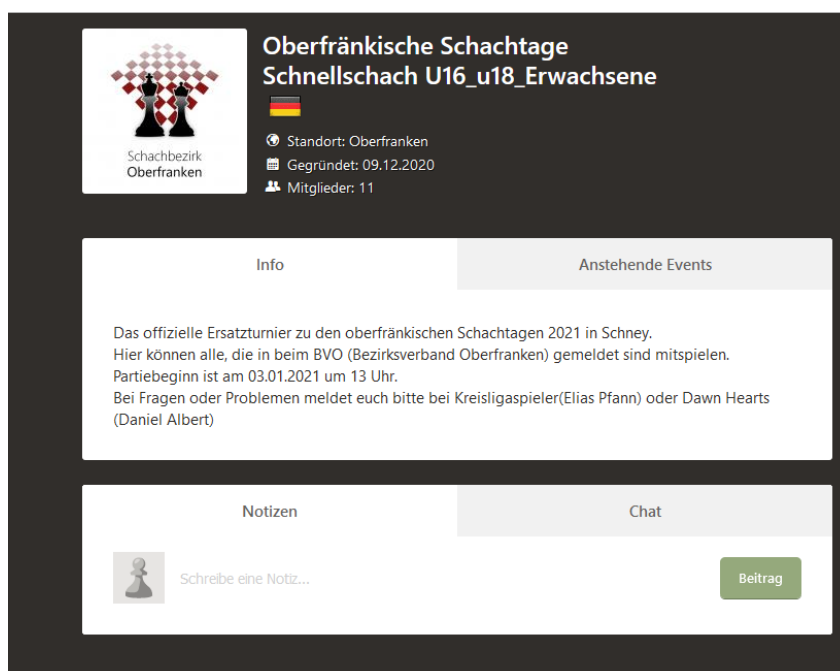 Schachbezirk
Oberfranken
Oberfränkische Schachtage
Schnellschach U16_u18_Erwachsene
Standort: Oberfranken
Gegründet: 09.12.2020
Mitglieder: 11
Info
Anstehende Events
Das offizielle Ersatzturnier zu den oberfränkischen Schachtagen 2021 in Schney.
Hier können alle, die in beim BVO (Bezirksverband Oberfranken) gemeldet sind mitspielen.
Partiebeginn ist am 03.01.2021 um 13 Uhr.
Bei Fragen oder Problemen meldet euch bitte bei Kreisligaspieler(Elias Pfann) oder Dawn Hearts
(Daniel Albert)
Notizen
Chat
Schreibe eine Notiz...
Beitrag